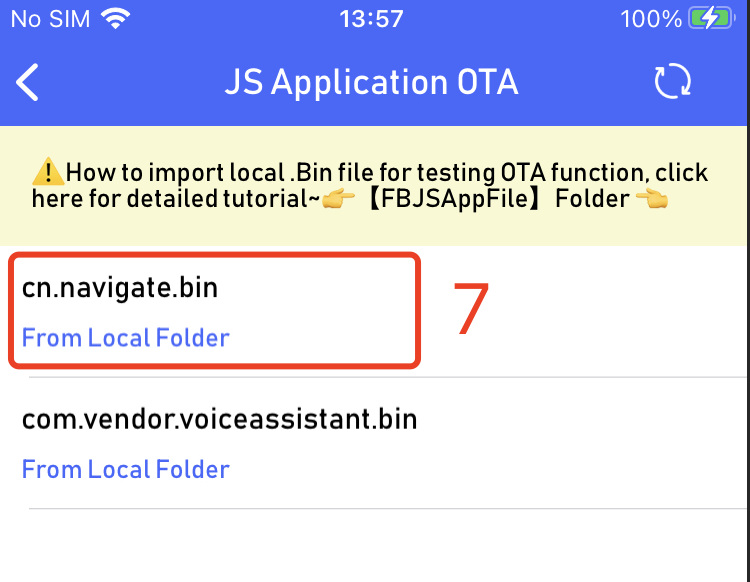 No SIM 13:57 100%
JS Application OTA
⚠️How to import local .Bin file for testing OTA function, click
here for detailed tutorial~👉【FBJSAppFile】Folder 👈
cn.navigate.bin
From Local Folder
7
com.vendor.voiceassistant.bin
From Local Folder